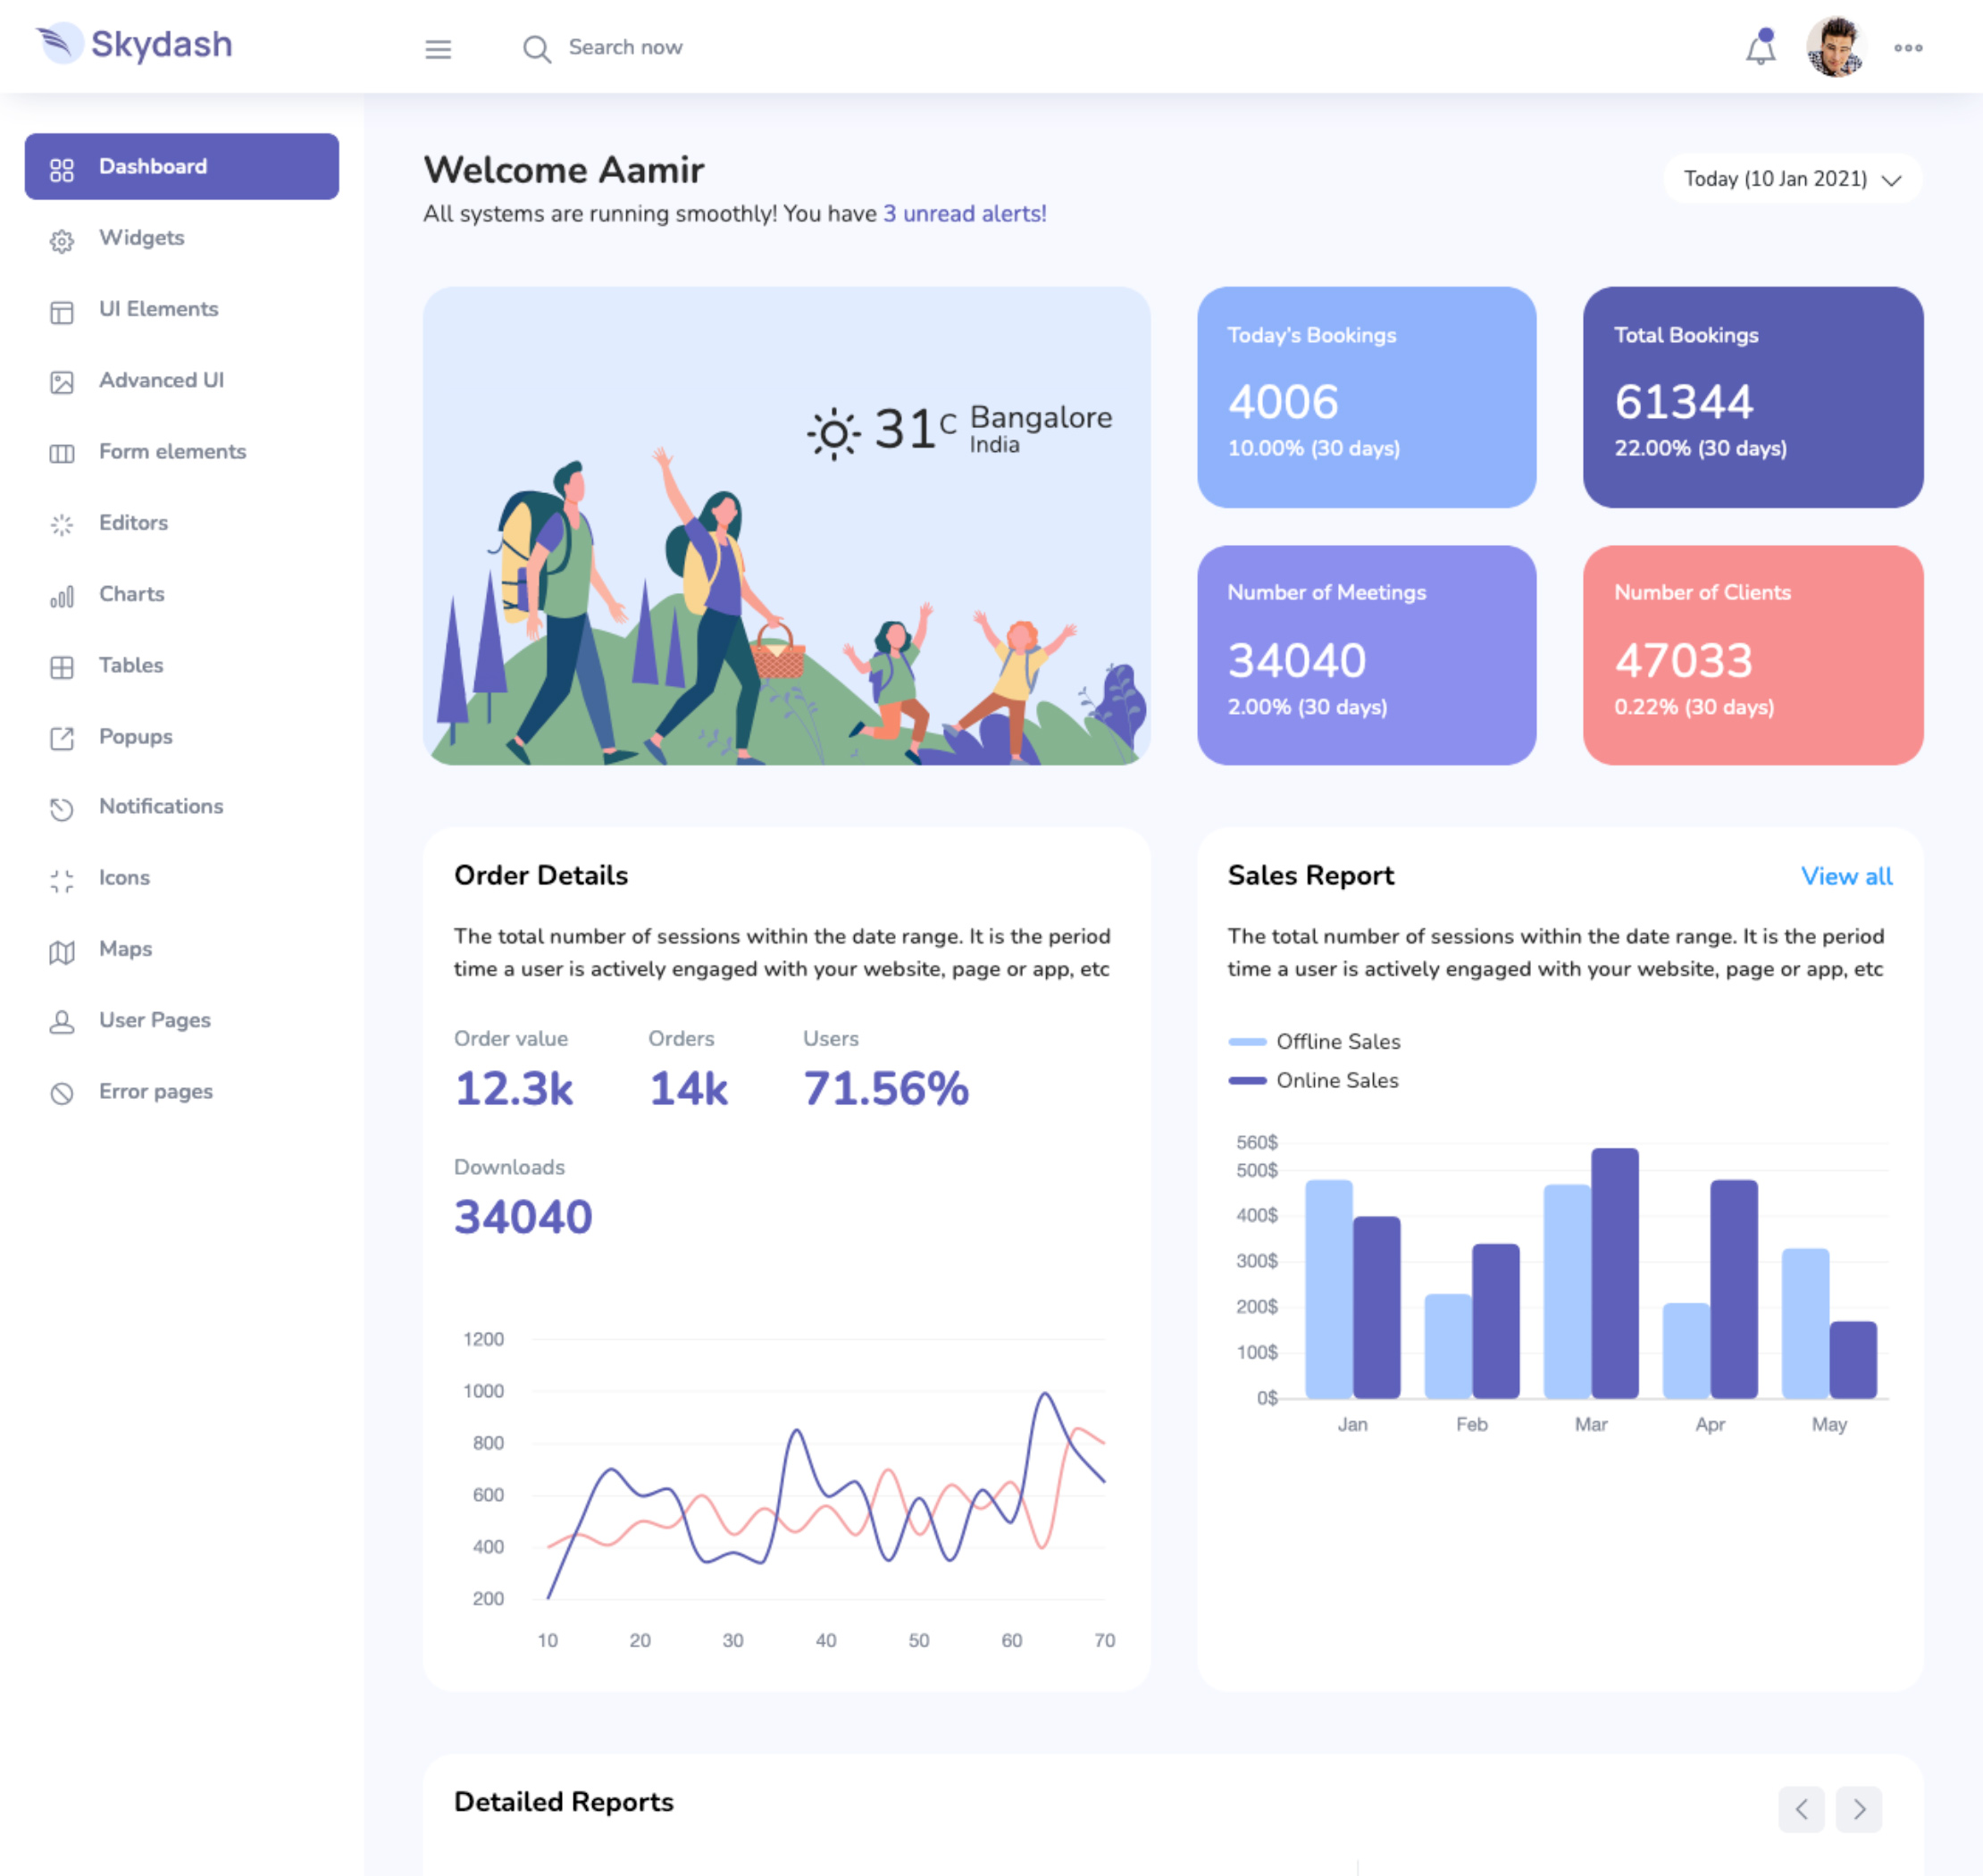 Skydash
Search now
Dashboard
Widgets
UI Elements
Advanced UI
Form elements
Editors
Charts
Tables
Popups
Notifications
Icons
Maps
User Pages
Error pages
Welcome Aamir
All systems are running smoothly! You have 3 unread alerts!
Today (10 Jan 2021)
31 C Bangalore
India
Today's Bookings
4006
10.00% (30 days)
Total Bookings
61344
22.00% (30 days)
Number of Meetings
34040
2.00% (30 days)
Number of Clients
47033
0.22% (30 days)
Order Details
The total number of sessions within the date range. It is the period
time a user is actively engaged with your website, page or app, etc
Order value
12.3k
Orders
14k
Users
71.56%
Downloads
34040
1200
1000
800
600
400
200
10 20 30 40 50 60 70
Sales Report
View all
The total number of sessions within the date range. It is the period
time a user is actively engaged with your website, page or app, etc
Offline Sales
Online Sales
560$
500$
400$
300$
200$
100$
0$
Jan Feb Mar Apr May
Detailed Reports